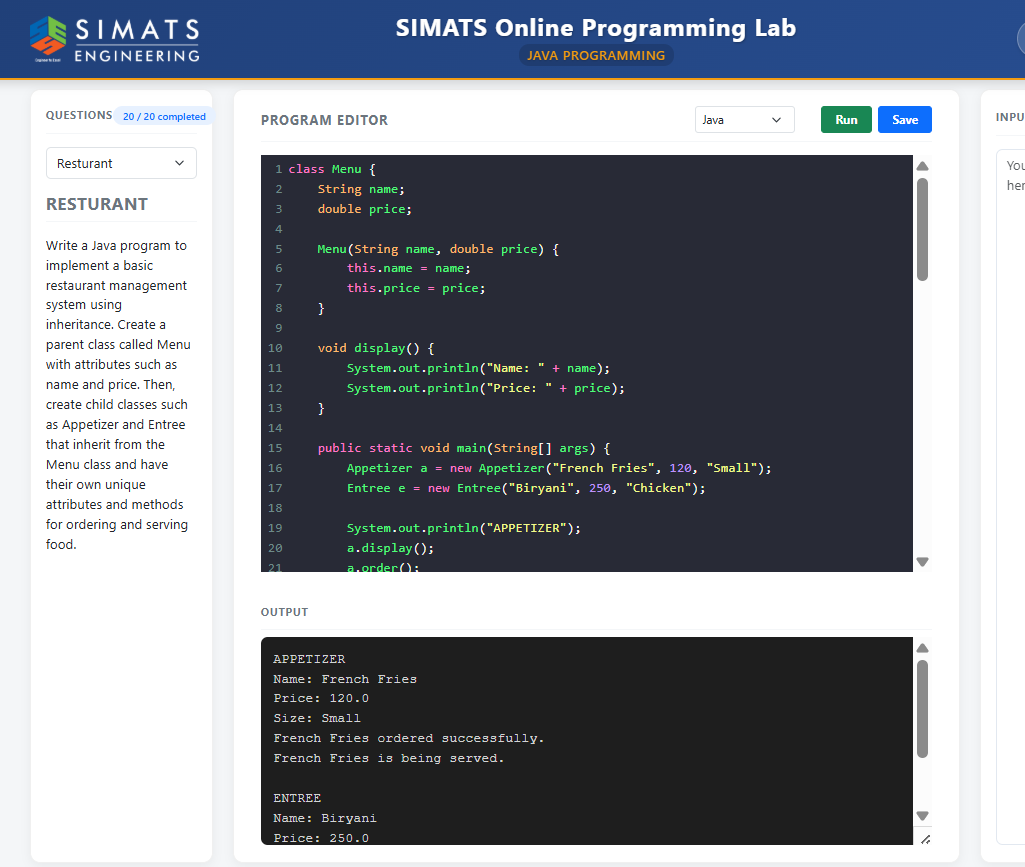 SIMATS
ENGINEERING
Engineer to Excel
SIMATS Online Programming Lab
JAVA PROGRAMMING
QUESTIONS
20 / 20 completed
Resturant
RESTURANT
Write a Java program to
implement a basic
restaurant management
system using
inheritance. Create a
parent class called Menu
with attributes such as
name and price. Then,
create child classes such
as Appetizer and Entree
that inherit from the
Menu class and have
their own unique
attributes and methods
for ordering and serving
food.
PROGRAM EDITOR
Java
Run
Save
1 class Menu {
2     String name;
3     double price;
4
5     Menu(String name, double price) {
6         this.name = name;
7         this.price = price;
8     }
9
10     void display() {
11         System.out.println("Name: " + name);
12         System.out.println("Price: " + price);
13     }
14
15     public static void main(String[] args) {
16         Appetizer a = new Appetizer("French Fries", 120, "Small");
17         Entree e = new Entree("Biryani", 250, "Chicken");
18
19         System.out.println("APPETIZER");
20         a.display();
21         a.order();
OUTPUT
APPETIZER
Name: French Fries
Price: 120.0
Size: Small
French Fries ordered successfully.
French Fries is being served.

ENTREE
Name: Biryani
Price: 250.0
INPU
You
her